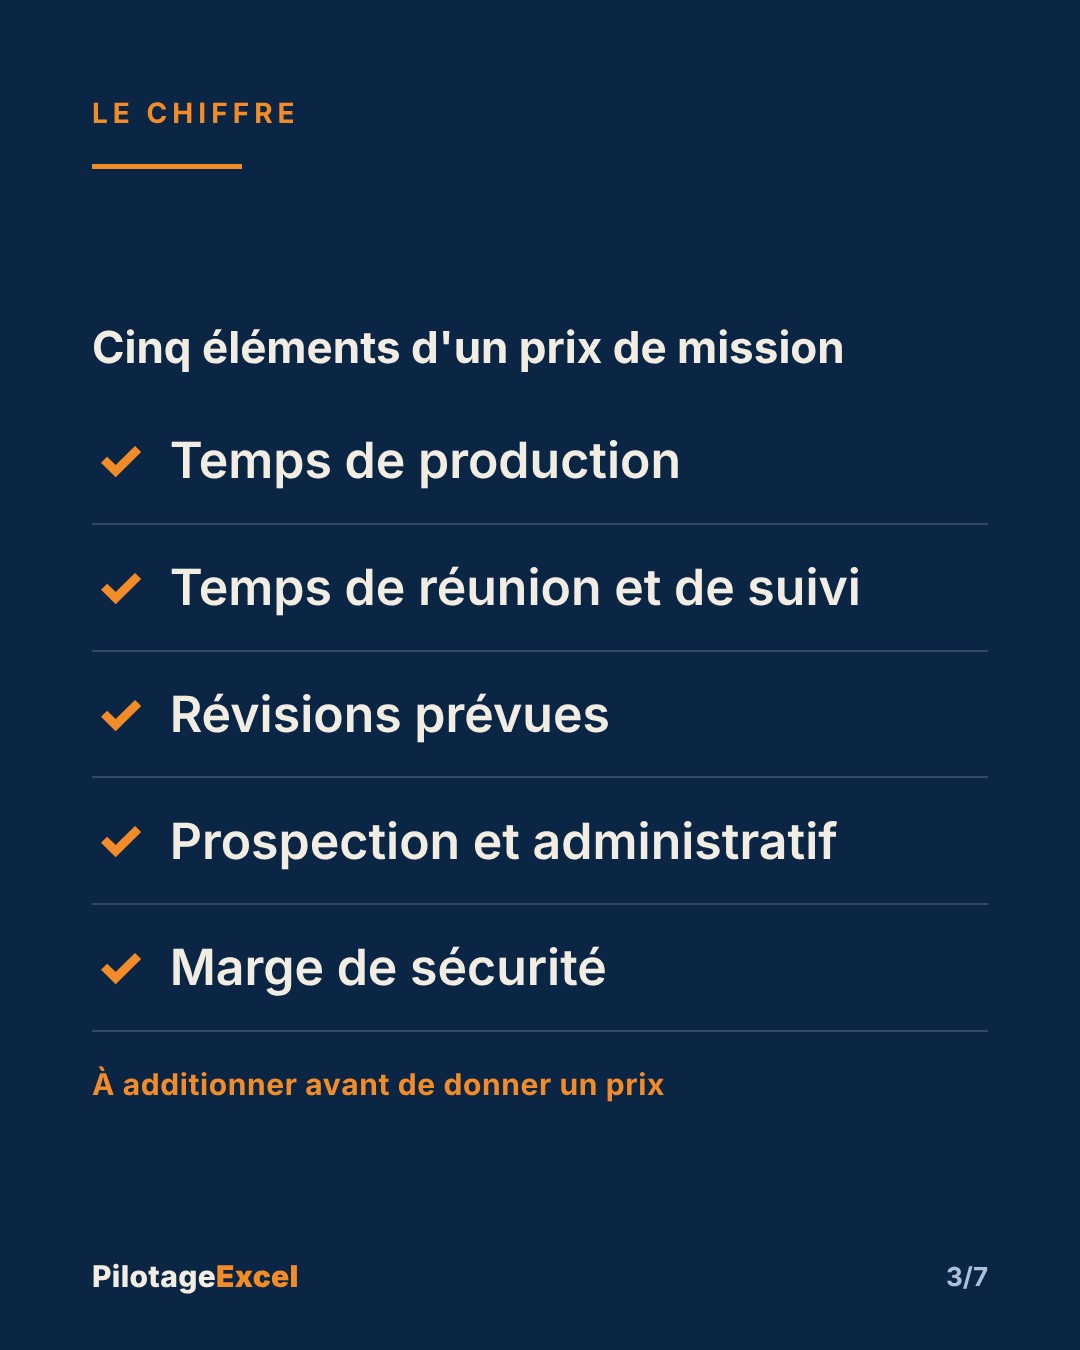 LE CHIFFRE
Cinq éléments d'un prix de mission
Temps de production
Temps de réunion et de suivi
Révisions prévues
Prospection et administratif
Marge de sécurité
À additionner avant de donner un prix
PilotageExcel
3/7